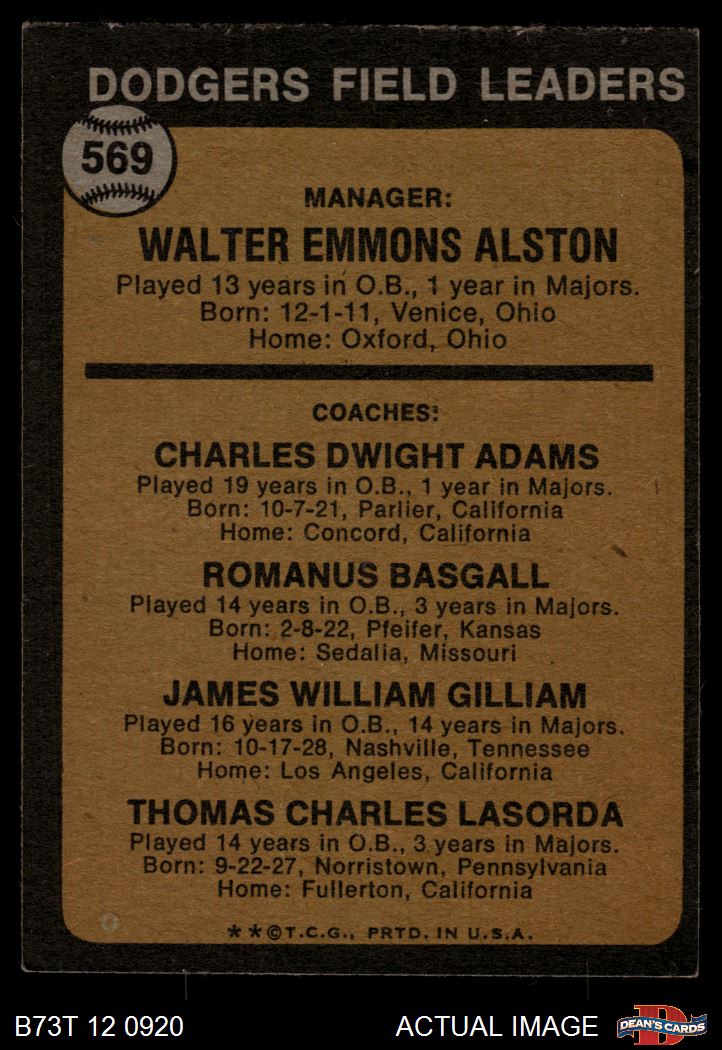 DODGERS FIELD LEADERS
569
MANAGER:
WALTER EMMONS ALSTON
Played 13 years in O.B., 1 year in Majors.
Born: 12-1-11, Venice, Ohio
Home: Oxford, Ohio
COACHES:
CHARLES DWIGHT ADAMS
Played 19 years in O.B., 1 year in Majors.
Born: 10-7-21, Parlier, California
Home: Concord, California
ROMANUS BASGALL
Played 14 years in O.B., 3 years in Majors.
Born: 2-8-22, Pfeifer, Kansas
Home: Sedalia, Missouri
JAMES WILLIAM GILLIAM
Played 16 years in O.B., 14 years in Majors.
Born: 10-17-28, Nashville, Tennessee
Home: Los Angeles, California
THOMAS CHARLES LASORDA
Played 14 years in O.B., 3 years in Majors.
Born: 9-22-27, Norristown, Pennsylvania
Home: Fullerton, California
**©T.C.G., PRTD. IN U.S.A.
B73T 12 0920 ACTUAL IMAGE
D
DEAN'S CARDS